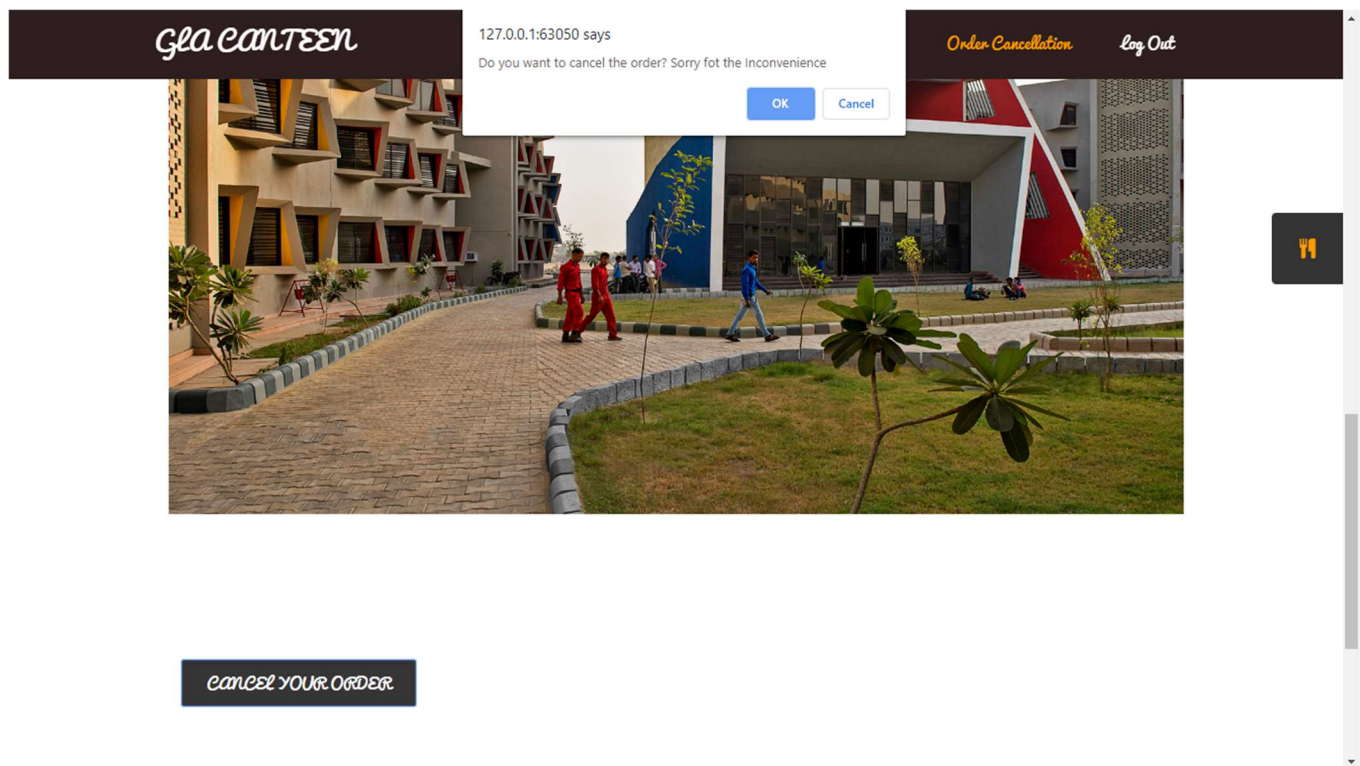 GLA CANTEEN
127.0.0.1:63050 says
Do you want to cancel the order? Sorry fot the Inconvenience
OK Cancel
Order Cancellation Log Out
CANCEL YOUR ORDER